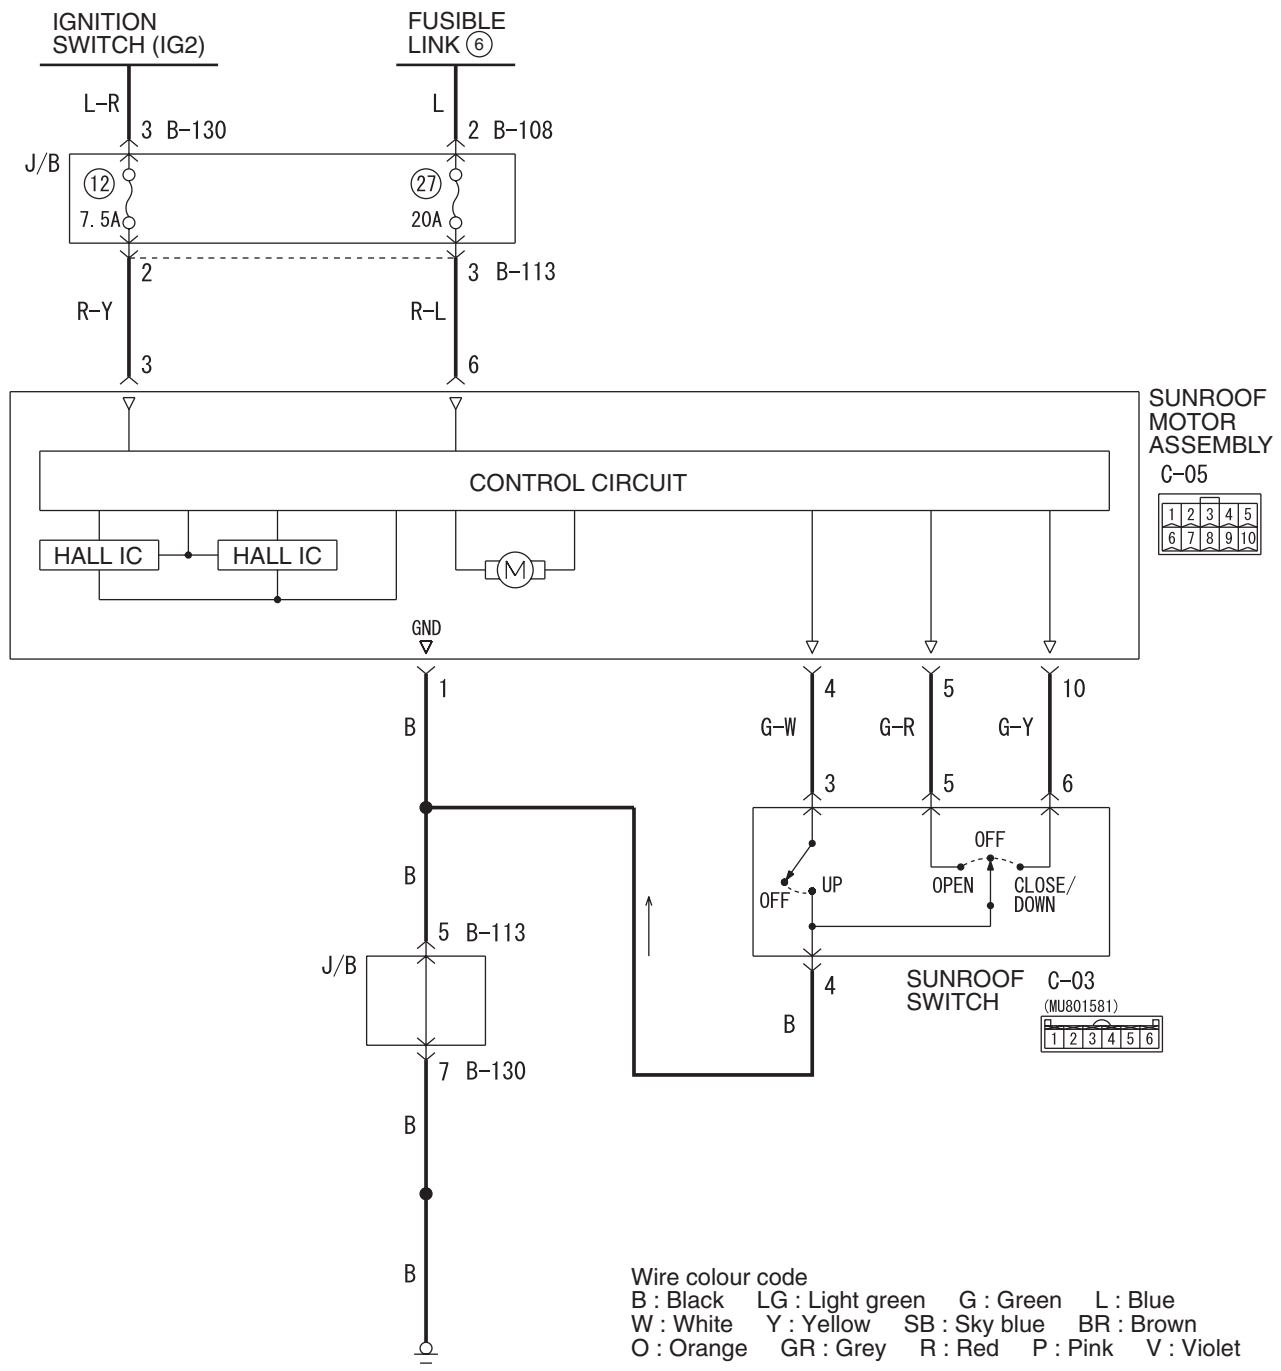 IGNITION
SWITCH (IG2)
FUSIBLE
LINK ⑥
L-R
L
3 B-130
2 B-108
J/B
⑫
7.5A
㉗
20A
2
3 B-113
R-Y
R-L
3
6
SUNROOF
MOTOR
ASSEMBLY
C-05
1 2 3 4 5
6 7 8 9 10
CONTROL CIRCUIT
HALL IC
HALL IC
M
GND
1
4
5
10
B
G-W
G-R
G-Y
3
5
6
B
OFF
UP
OFF
OPEN
CLOSE/
DOWN
5 B-113
J/B
4
SUNROOF
SWITCH
C-03
(MU801581)
1 2 3 4 5 6
B
7 B-130
B
B
Wire colour code
B : Black LG : Light green G : Green L : Blue
W : White Y : Yellow SB : Sky blue BR : Brown
O : Orange GR : Grey R : Red P : Pink V : Violet